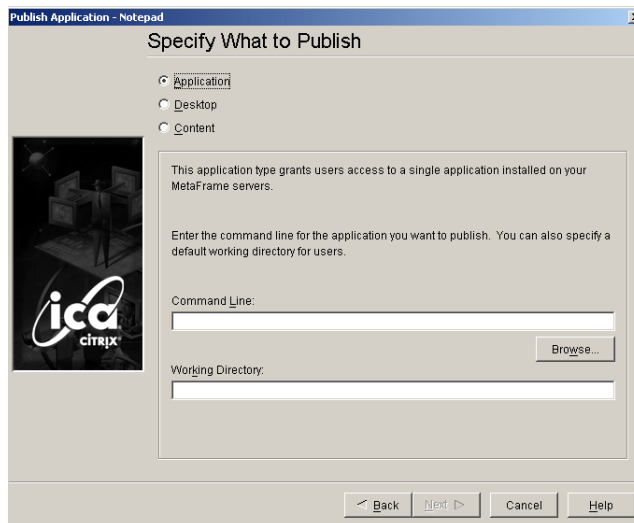 Publish Application - Notepad
Specify What to Publish
Application
Desktop
Content
This application type grants users access to a single application installed on your
MetaFrame servers.
Enter the command line for the application you want to publish. You can also specify a
default working directory for users.
Command Line:
Browse...
Working Directory:
ica
CITRIX
Back Next Cancel Help